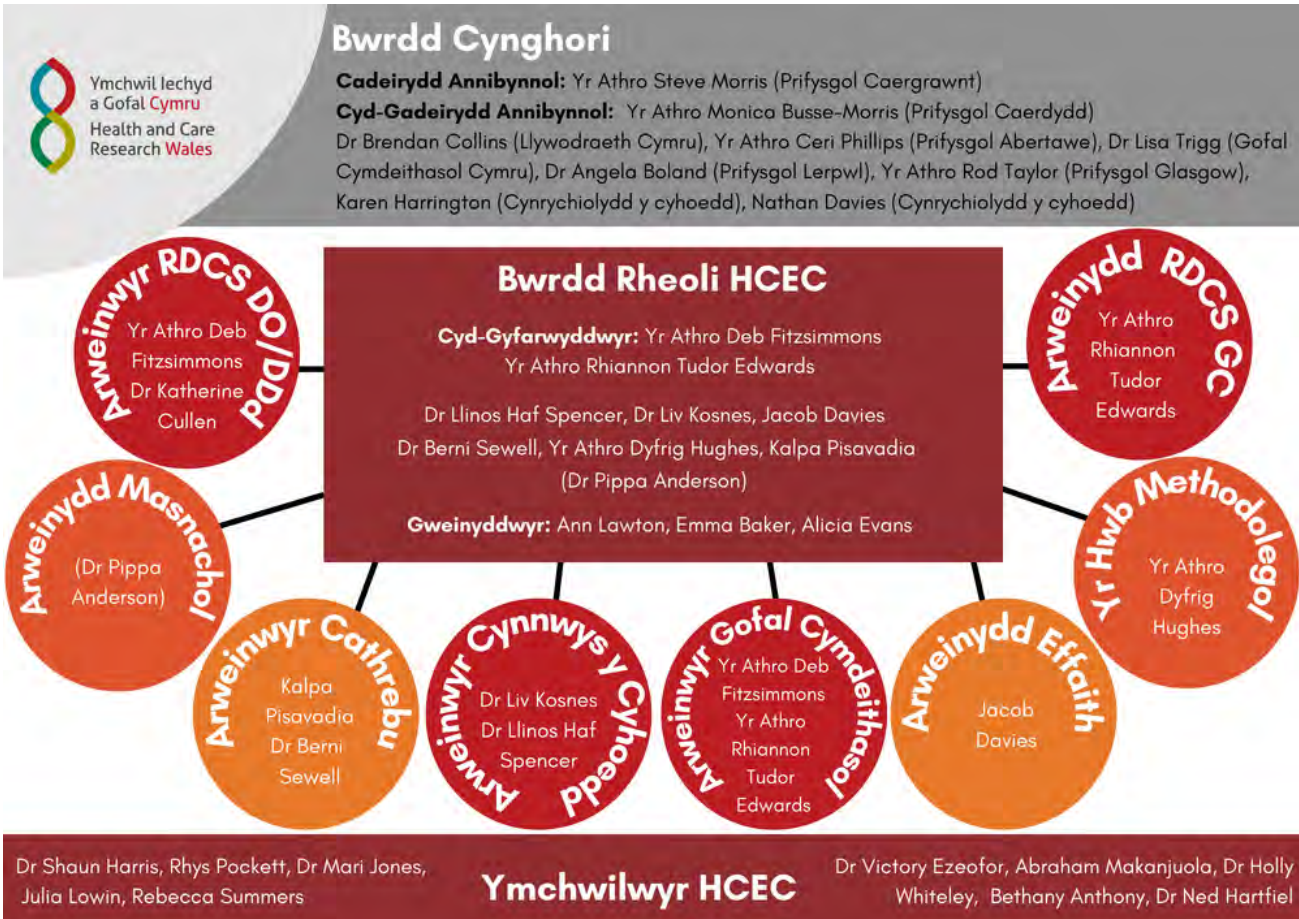 Ymchwil Iechyd
a Gofal Cymru
Health and Care
Research Wales
Bwrdd Cynghori
Cadeirydd Annibynnol: Yr Athro Steve Morris (Prifysgol Caergrawnt)
Cyd-Gadeirydd Annibynnol: Yr Athro Monica Busse-Morris (Prifysgol Caerdydd)
Dr Brendan Collins (Llywodraeth Cymru), Yr Athro Ceri Phillips (Prifysgol Abertawe), Dr Lisa Trigg (Gofal
Cymdeithasol Cymru), Dr Angela Boland (Prifysgol Lerpwl), Yr Athro Rod Taylor (Prifysgol Glasgow),
Karen Harrington (Cynrychiolydd y cyhoedd), Nathan Davies (Cynrychiolydd y cyhoedd)
Arweinwyr RDCS DO/DDd
Yr Athro Deb
Fitzsimmons
Dr Katherine
Cullen
Bwrdd Rheoli HCEC
Cyd-Gyfarwyddwyr: Yr Athro Deb Fitzsimmons
Yr Athro Rhiannon Tudor Edwards
Dr Llinos Haf Spencer, Dr Liv Kosnes, Jacob Davies
Dr Berni Sewell, Yr Athro Dyfrig Hughes, Kalpa Pisavadia
(Dr Pippa Anderson)
Gweinyddwyr: Ann Lawton, Emma Baker, Alicia Evans
Arweinydd RDCS GC
Yr Athro
Rhiannon
Tudor
Edwards
Arweinydd Masnachol
(Dr Pippa
Anderson)
Arweinwyr Cathrebu
Kalpa
Pisavadia
Dr Berni
Sewell
Arweinwyr Cynnwys y Cyhoedd
Dr Liv Kosnes
Dr Llinos Haf
Spencer
Arweinwyr Gofal Cymdeithasol
Yr Athro Deb
Fitzsimmons
Yr Athro
Rhiannon
Tudor
Edwards
Arweinydd Effaith
Jacob
Davies
Yr Hwb Methodolegol
Yr Athro
Dyfrig
Hughes
Dr Shaun Harris, Rhys Pockett, Dr Mari Jones,
Julia Lowin, Rebecca Summers
Ymchwilwyr HCEC
Dr Victory Ezeofor, Abraham Makanjuola, Dr Holly
Whiteley, Bethany Anthony, Dr Ned Hartfiel